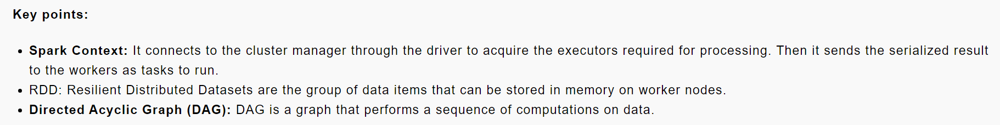 Key points:
• Spark Context: It connects to the cluster manager through the driver to acquire the executors required for processing. Then it sends the serialized result
to the workers as tasks to run.
• RDD: Resilient Distributed Datasets are the group of data items that can be stored in memory on worker nodes.
• Directed Acyclic Graph (DAG): DAG is a graph that performs a sequence of computations on data.